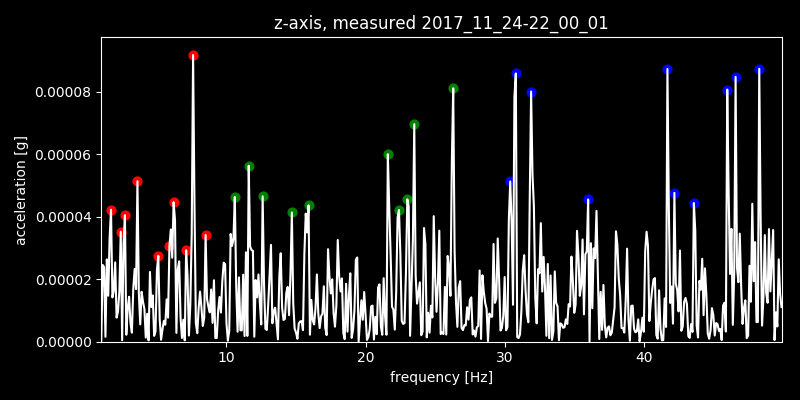 z-axis, measured 2017_11_24-22_00_01
0.00008
0.00006
0.00004
0.00002
0.00000
acceleration [g]
10 20 30 40
frequency [Hz]